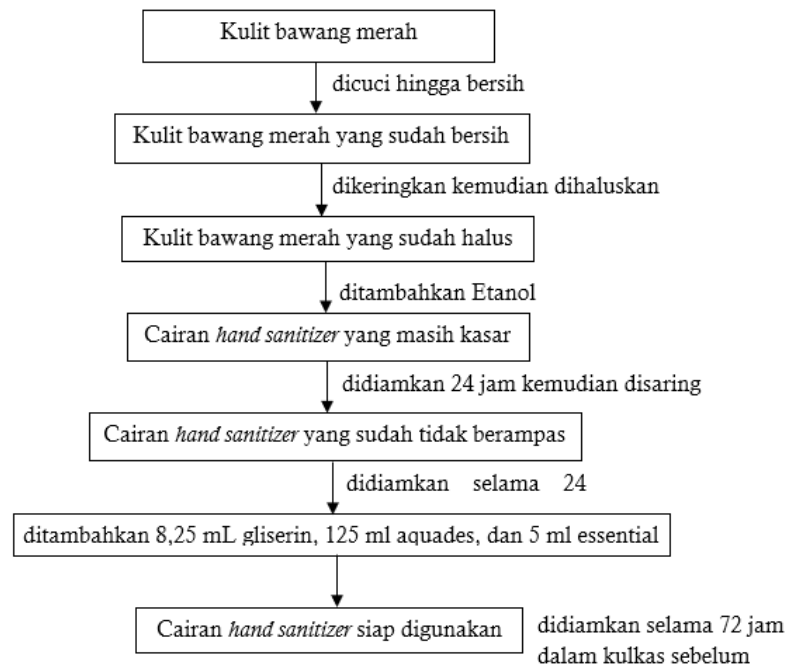 Kulit bawang merah
dicuci hingga bersih
Kulit bawang merah yang sudah bersih
dikeringkan kemudian dihaluskan
Kulit bawang merah yang sudah halus
ditambahkan Etanol
Cairan hand sanitizer yang masih kasar
didiamkan 24 jam kemudian disaring
Cairan hand sanitizer yang sudah tidak berampas
didiamkan selama 24
ditambahkan 8,25 mL gliserin, 125 ml aquades, dan 5 ml essential
Cairan hand sanitizer siap digunakan
didiamkan selama 72 jam
dalam kulkas sebelum